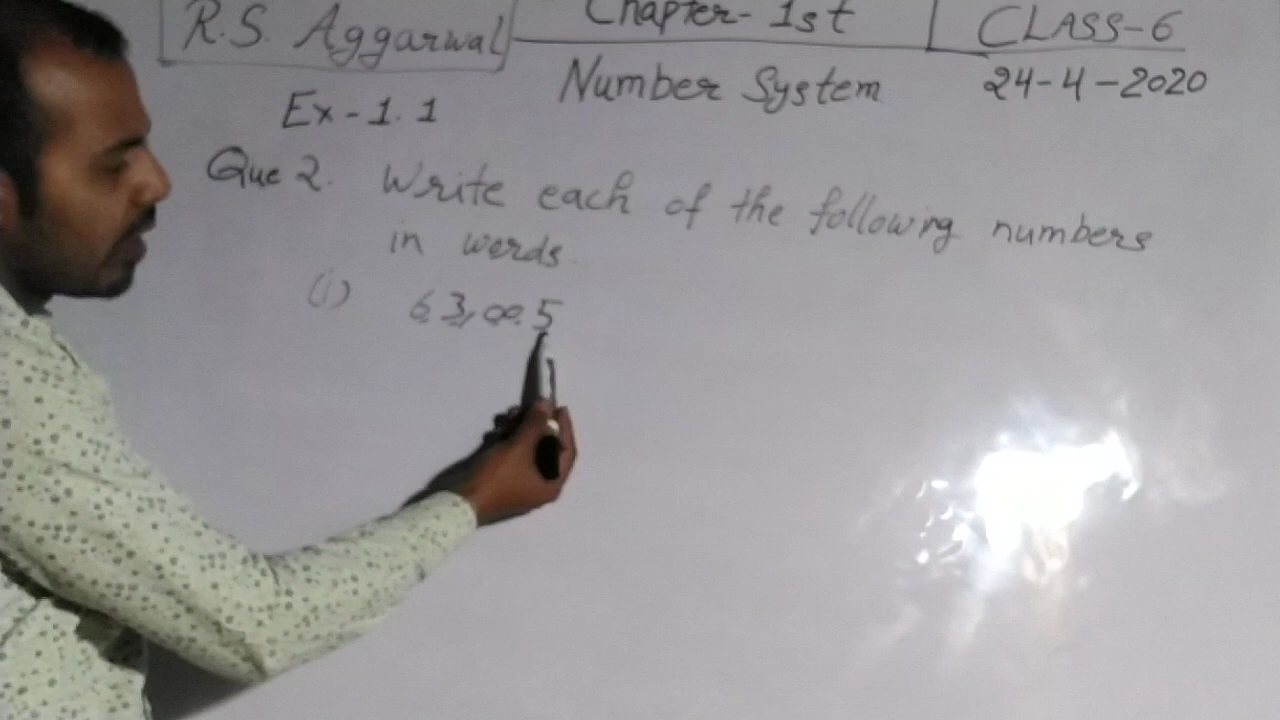 R.S. Aggarwal
Chapter- 1st
CLASS-6
Number System
24-4-2020
Ex-1.1
Que 2. Write each of the following numbers
in words.
(i) 63,005